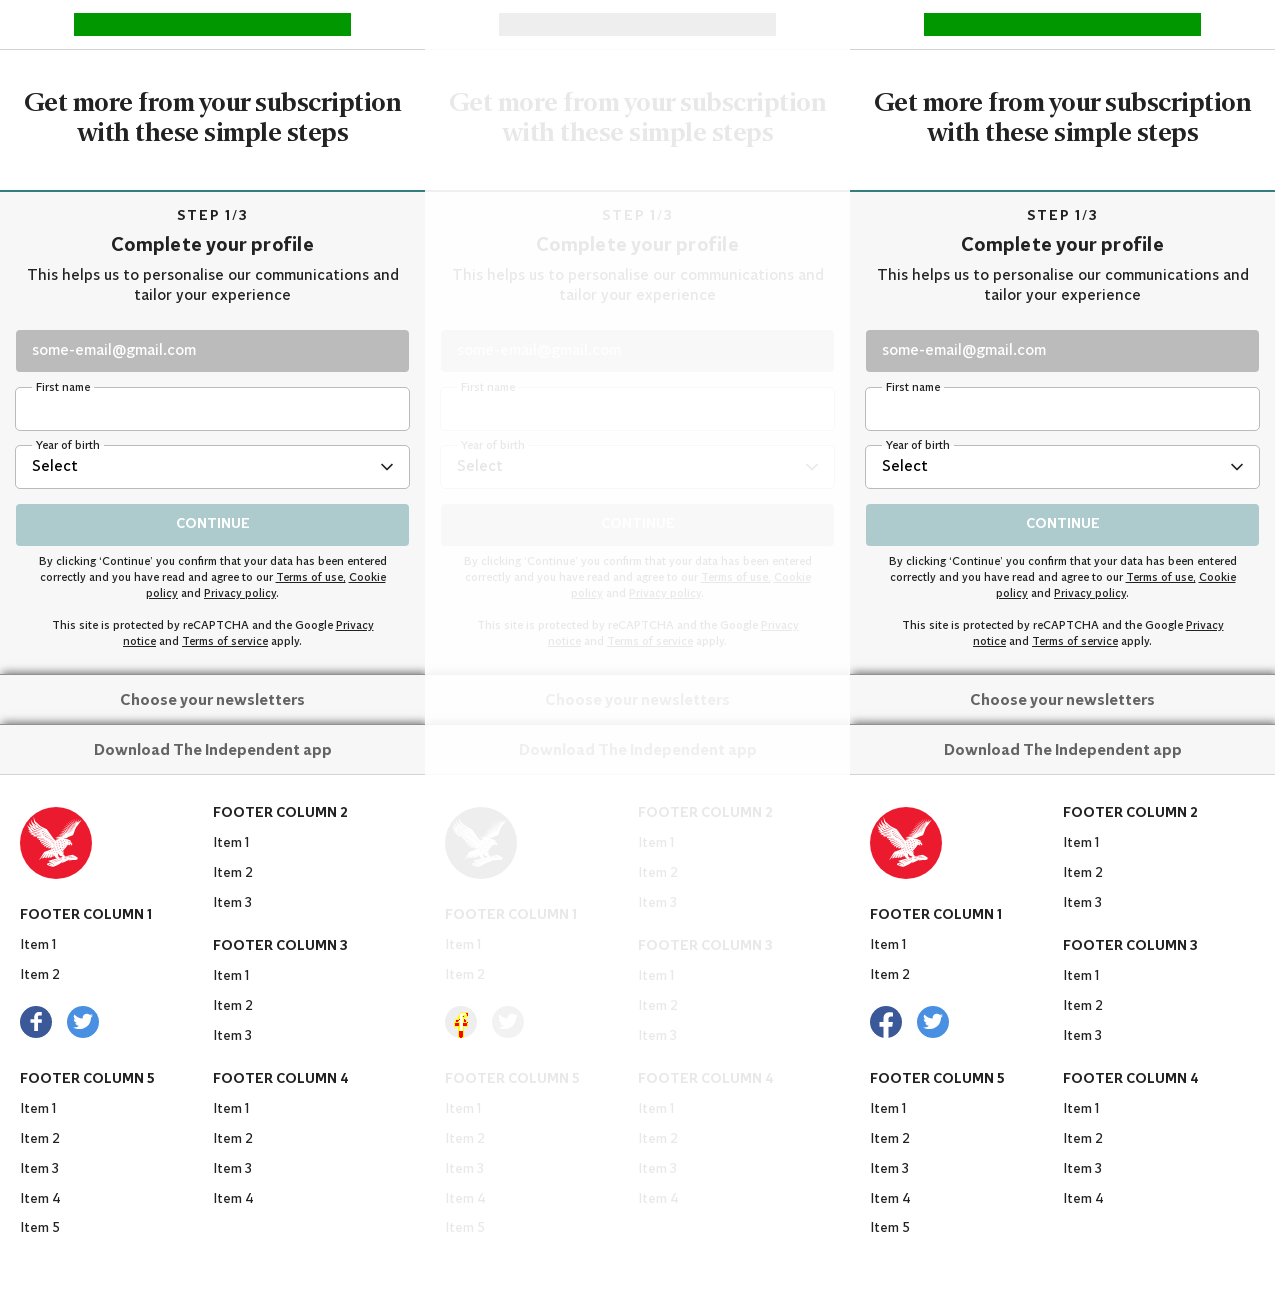 Get more from your subscription
with these simple steps
STEP 1/3
Complete your profile
This helps us to personalise our communications and
tailor your experience
some-email@gmail.com
First name
Year of birth
Select
CONTINUE
By clicking ‘Continue’ you confirm that your data has been entered
correctly and you have read and agree to our Terms of use, Cookie
policy and Privacy policy.
This site is protected by reCAPTCHA and the Google Privacy
notice and Terms of service apply.
Choose your newsletters
Download The Independent app
FOOTER COLUMN 1
Item 1
Item 2
FOOTER COLUMN 5
Item 1
Item 2
Item 3
Item 4
Item 5
FOOTER COLUMN 2
Item 1
Item 2
Item 3
FOOTER COLUMN 3
Item 1
Item 2
Item 3
FOOTER COLUMN 4
Item 1
Item 2
Item 3
Item 4
Get more from your subscription
with these simple steps
STEP 1/3
Complete your profile
This helps us to personalise our communications and
tailor your experience
some-email@gmail.com
First name
Year of birth
Select
CONTINUE
By clicking ‘Continue’ you confirm that your data has been entered
correctly and you have read and agree to our Terms of use, Cookie
policy and Privacy policy.
This site is protected by reCAPTCHA and the Google Privacy
notice and Terms of service apply.
Choose your newsletters
Download The Independent app
FOOTER COLUMN 1
Item 1
Item 2
FOOTER COLUMN 5
Item 1
Item 2
Item 3
Item 4
Item 5
FOOTER COLUMN 2
Item 1
Item 2
Item 3
FOOTER COLUMN 3
Item 1
Item 2
Item 3
FOOTER COLUMN 4
Item 1
Item 2
Item 3
Item 4
Get more from your subscription
with these simple steps
STEP 1/3
Complete your profile
This helps us to personalise our communications and
tailor your experience
some-email@gmail.com
First name
Year of birth
Select
CONTINUE
By clicking ‘Continue’ you confirm that your data has been entered
correctly and you have read and agree to our Terms of use, Cookie
policy and Privacy policy.
This site is protected by reCAPTCHA and the Google Privacy
notice and Terms of service apply.
Choose your newsletters
Download The Independent app
FOOTER COLUMN 1
Item 1
Item 2
FOOTER COLUMN 5
Item 1
Item 2
Item 3
Item 4
Item 5
FOOTER COLUMN 2
Item 1
Item 2
Item 3
FOOTER COLUMN 3
Item 1
Item 2
Item 3
FOOTER COLUMN 4
Item 1
Item 2
Item 3
Item 4